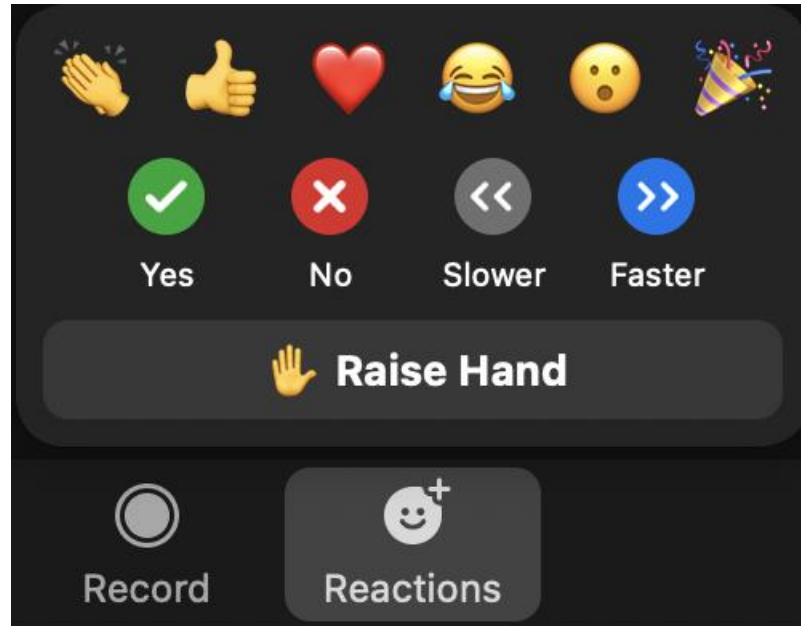 Yes No Slower Faster
Raise Hand
Record Reactions